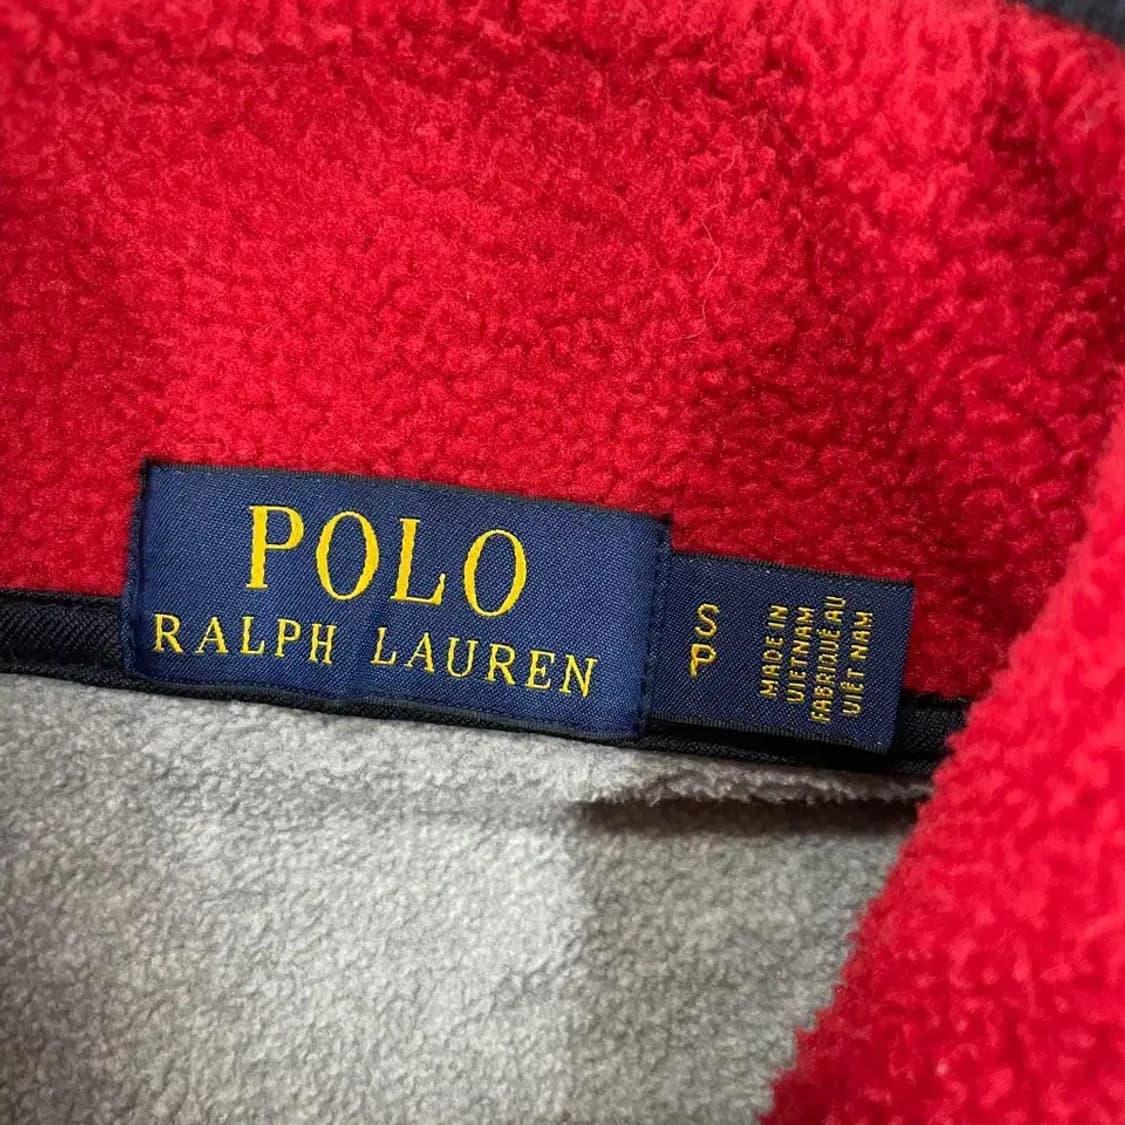 POLO
RALPH LAUREN
S
P
MADE IN
VIETNAM
FABRIQUÉ AU
VIÊT NAM